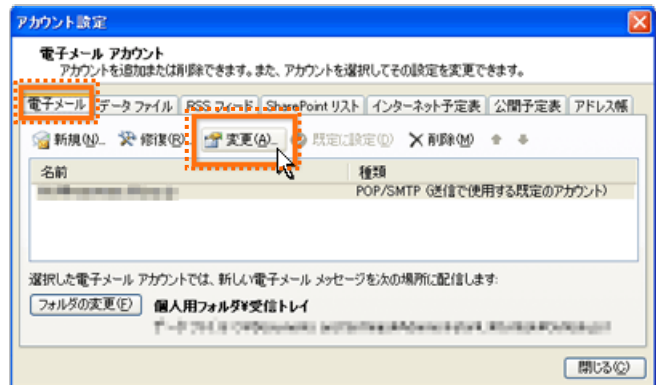 アカウント設定
電子メール アカウント
アカウントを追加または削除できます。また、アカウントを選択してその設定を変更できます。
電子メール データ ファイル RSS フィード SharePoint リスト インターネット予定表 公開予定表 アドレス帳
新規(N)... 修復(R)... 変更(A)... 既定に設定(D) 削除(M)
名前 種類
POP/SMTP (送信で使用する既定のアカウント)
選択した電子メール アカウントでは、新しい電子メール メッセージを次の場所に配信します:
フォルダの変更(F) 個人用フォルダ¥受信トレイ
閉じる(C)